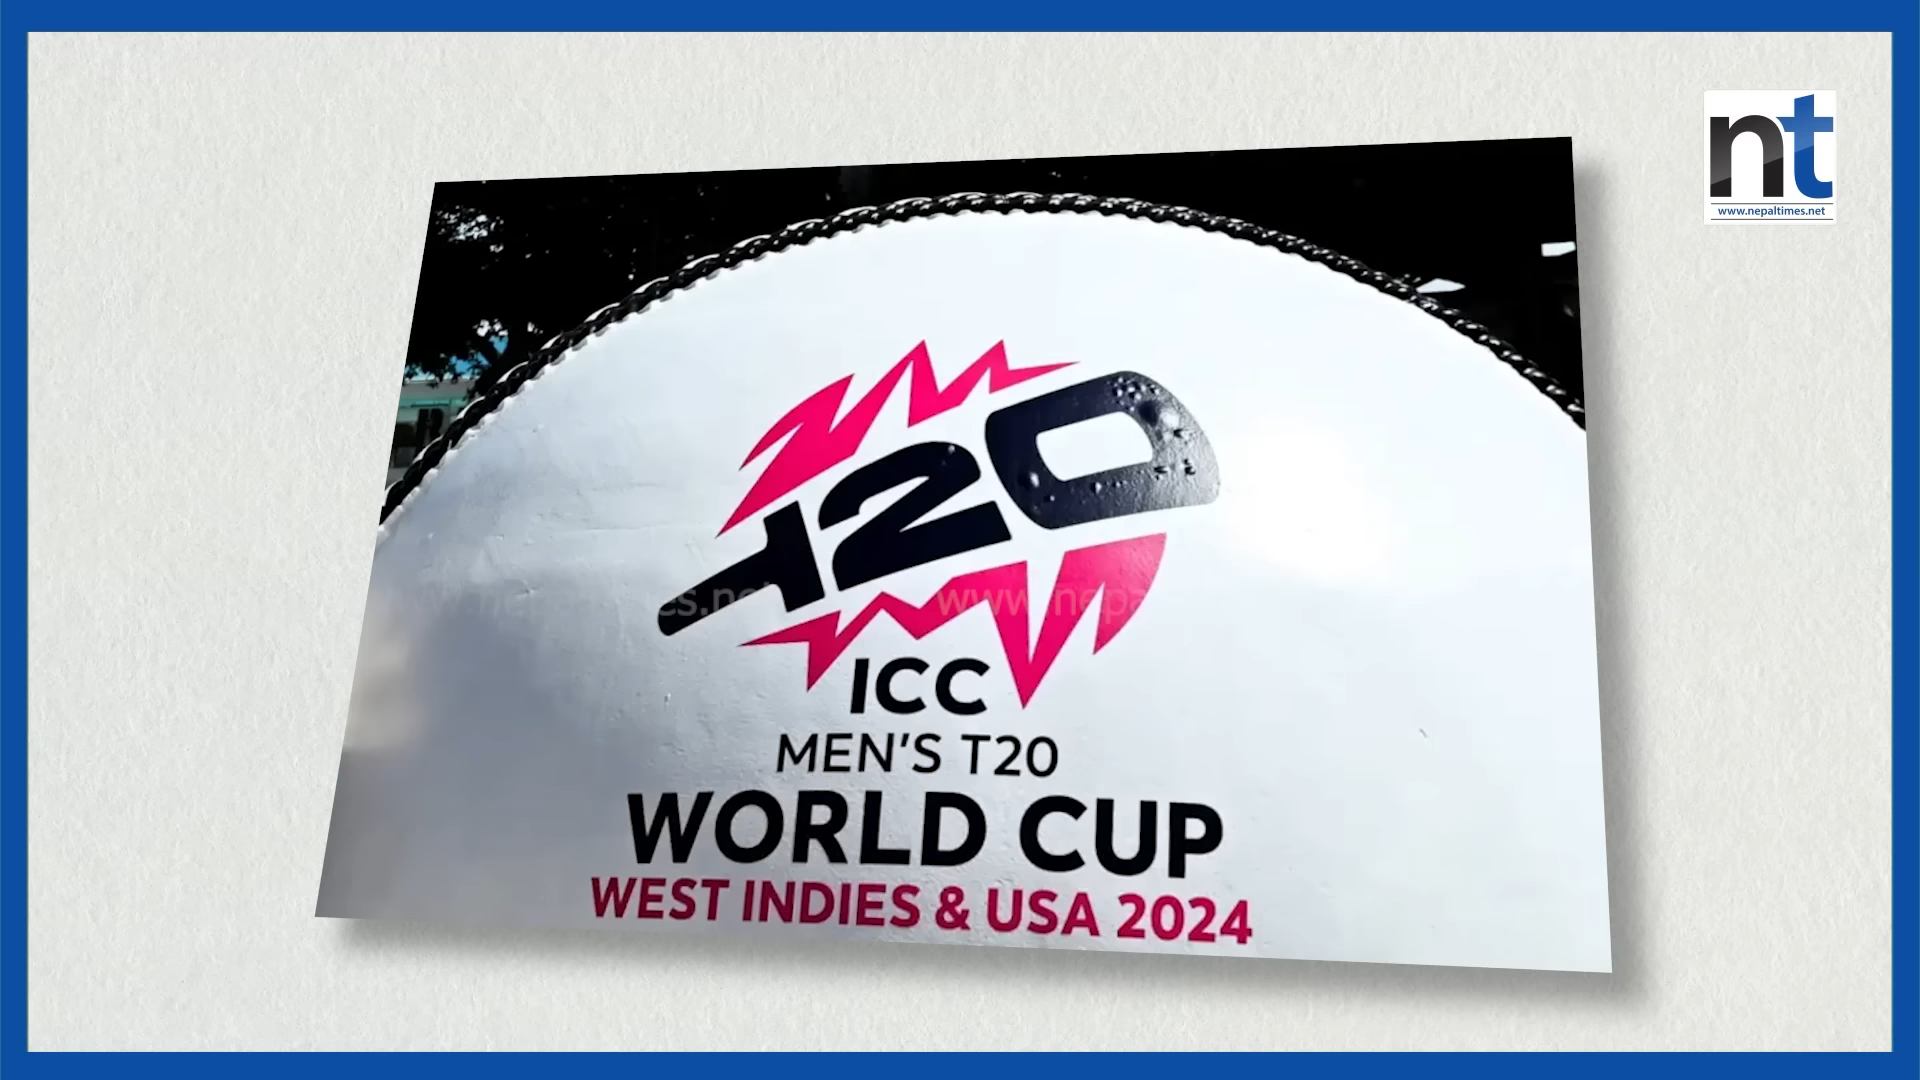 nt
www.nepaltimes.net
T20
ICC
MEN'S T20
WORLD CUP
WEST INDIES & USA 2024